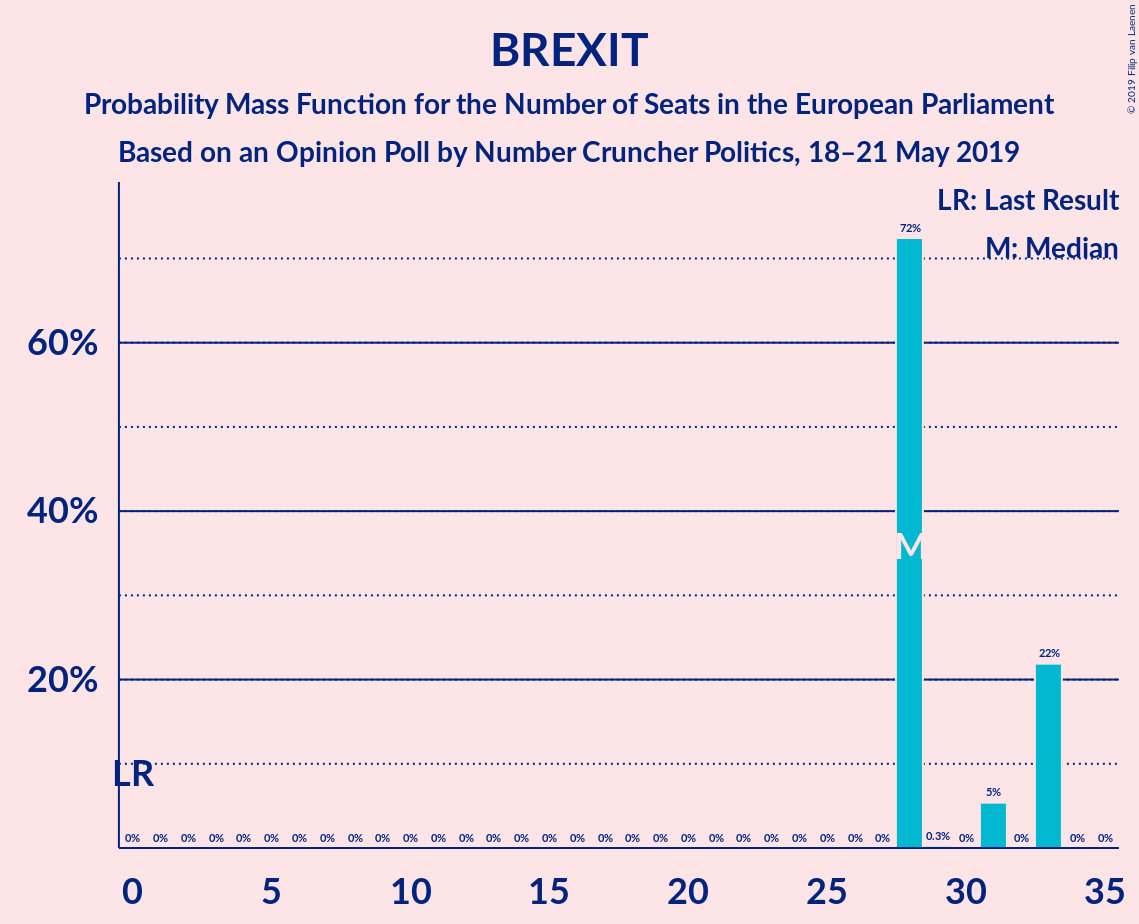 BREXIT
Probability Mass Function for the Number of Seats in the European Parliament
Based on an Opinion Poll by Number Cruncher Politics, 18–21 May 2019
© 2019 Filip van Laenen
LR: Last Result
M: Median
72%
60%
40%
M
22%
20%
LR
5%
0% 0% 0% 0% 0% 0% 0% 0% 0% 0% 0% 0% 0% 0% 0% 0% 0% 0% 0% 0% 0% 0% 0% 0% 0% 0% 0% 0% 0.3% 0% 0% 0% 0%
0 5 10 15 20 25 30 35